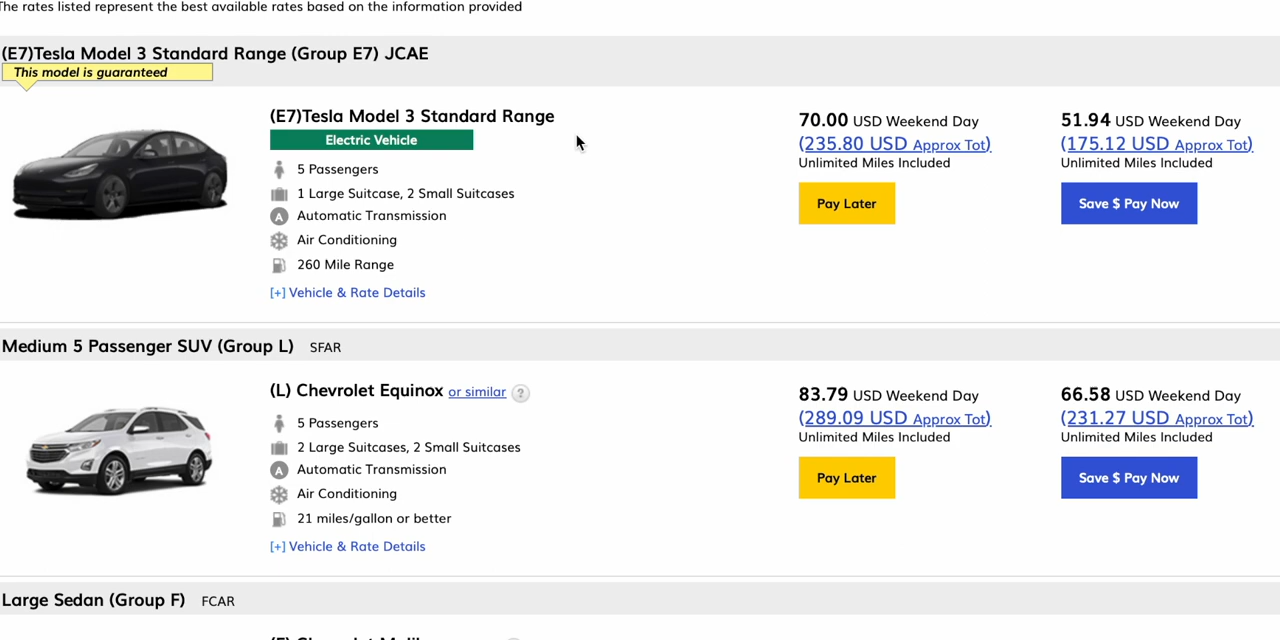 The rates listed represent the best available rates based on the information provided
(E7)Tesla Model 3 Standard Range (Group E7) JCAE
This model is guaranteed
(E7)Tesla Model 3 Standard Range
Electric Vehicle
5 Passengers
1 Large Suitcase, 2 Small Suitcases
A Automatic Transmission
Air Conditioning
260 Mile Range
[+] Vehicle & Rate Details
70.00 USD Weekend Day
(235.80 USD Approx Tot)
Unlimited Miles Included
Pay Later
51.94 USD Weekend Day
(175.12 USD Approx Tot)
Unlimited Miles Included
Save $ Pay Now
Medium 5 Passenger SUV (Group L) SFAR
(L) Chevrolet Equinox or similar ?
5 Passengers
2 Large Suitcases, 2 Small Suitcases
A Automatic Transmission
Air Conditioning
21 miles/gallon or better
[+] Vehicle & Rate Details
83.79 USD Weekend Day
(289.09 USD Approx Tot)
Unlimited Miles Included
Pay Later
66.58 USD Weekend Day
(231.27 USD Approx Tot)
Unlimited Miles Included
Save $ Pay Now
Large Sedan (Group F) FCAR